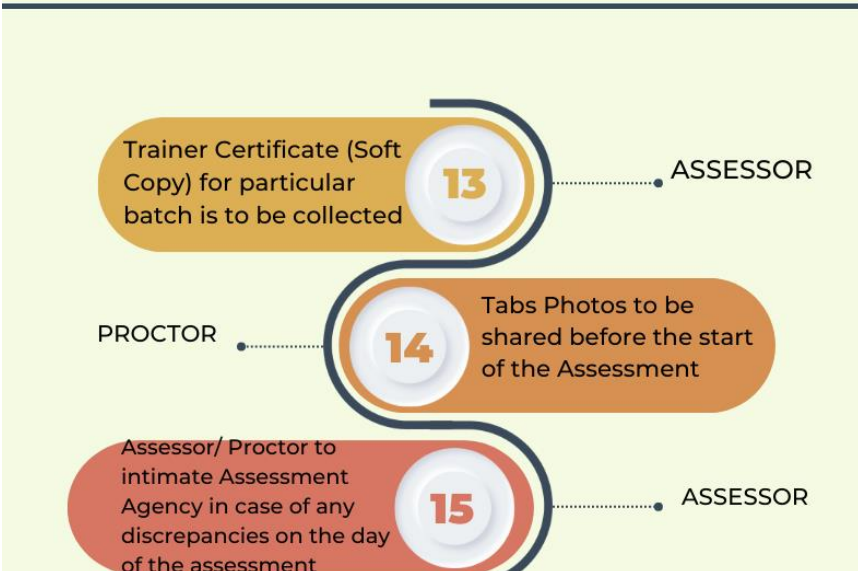 Trainer Certificate (Soft
Copy) for particular
batch is to be collected
13
ASSESSOR
PROCTOR
14
Tabs Photos to be
shared before the start
of the Assessment
Assessor/ Proctor to
intimate Assessment
Agency in case of any
discrepancies on the day
of the assessment
15
ASSESSOR